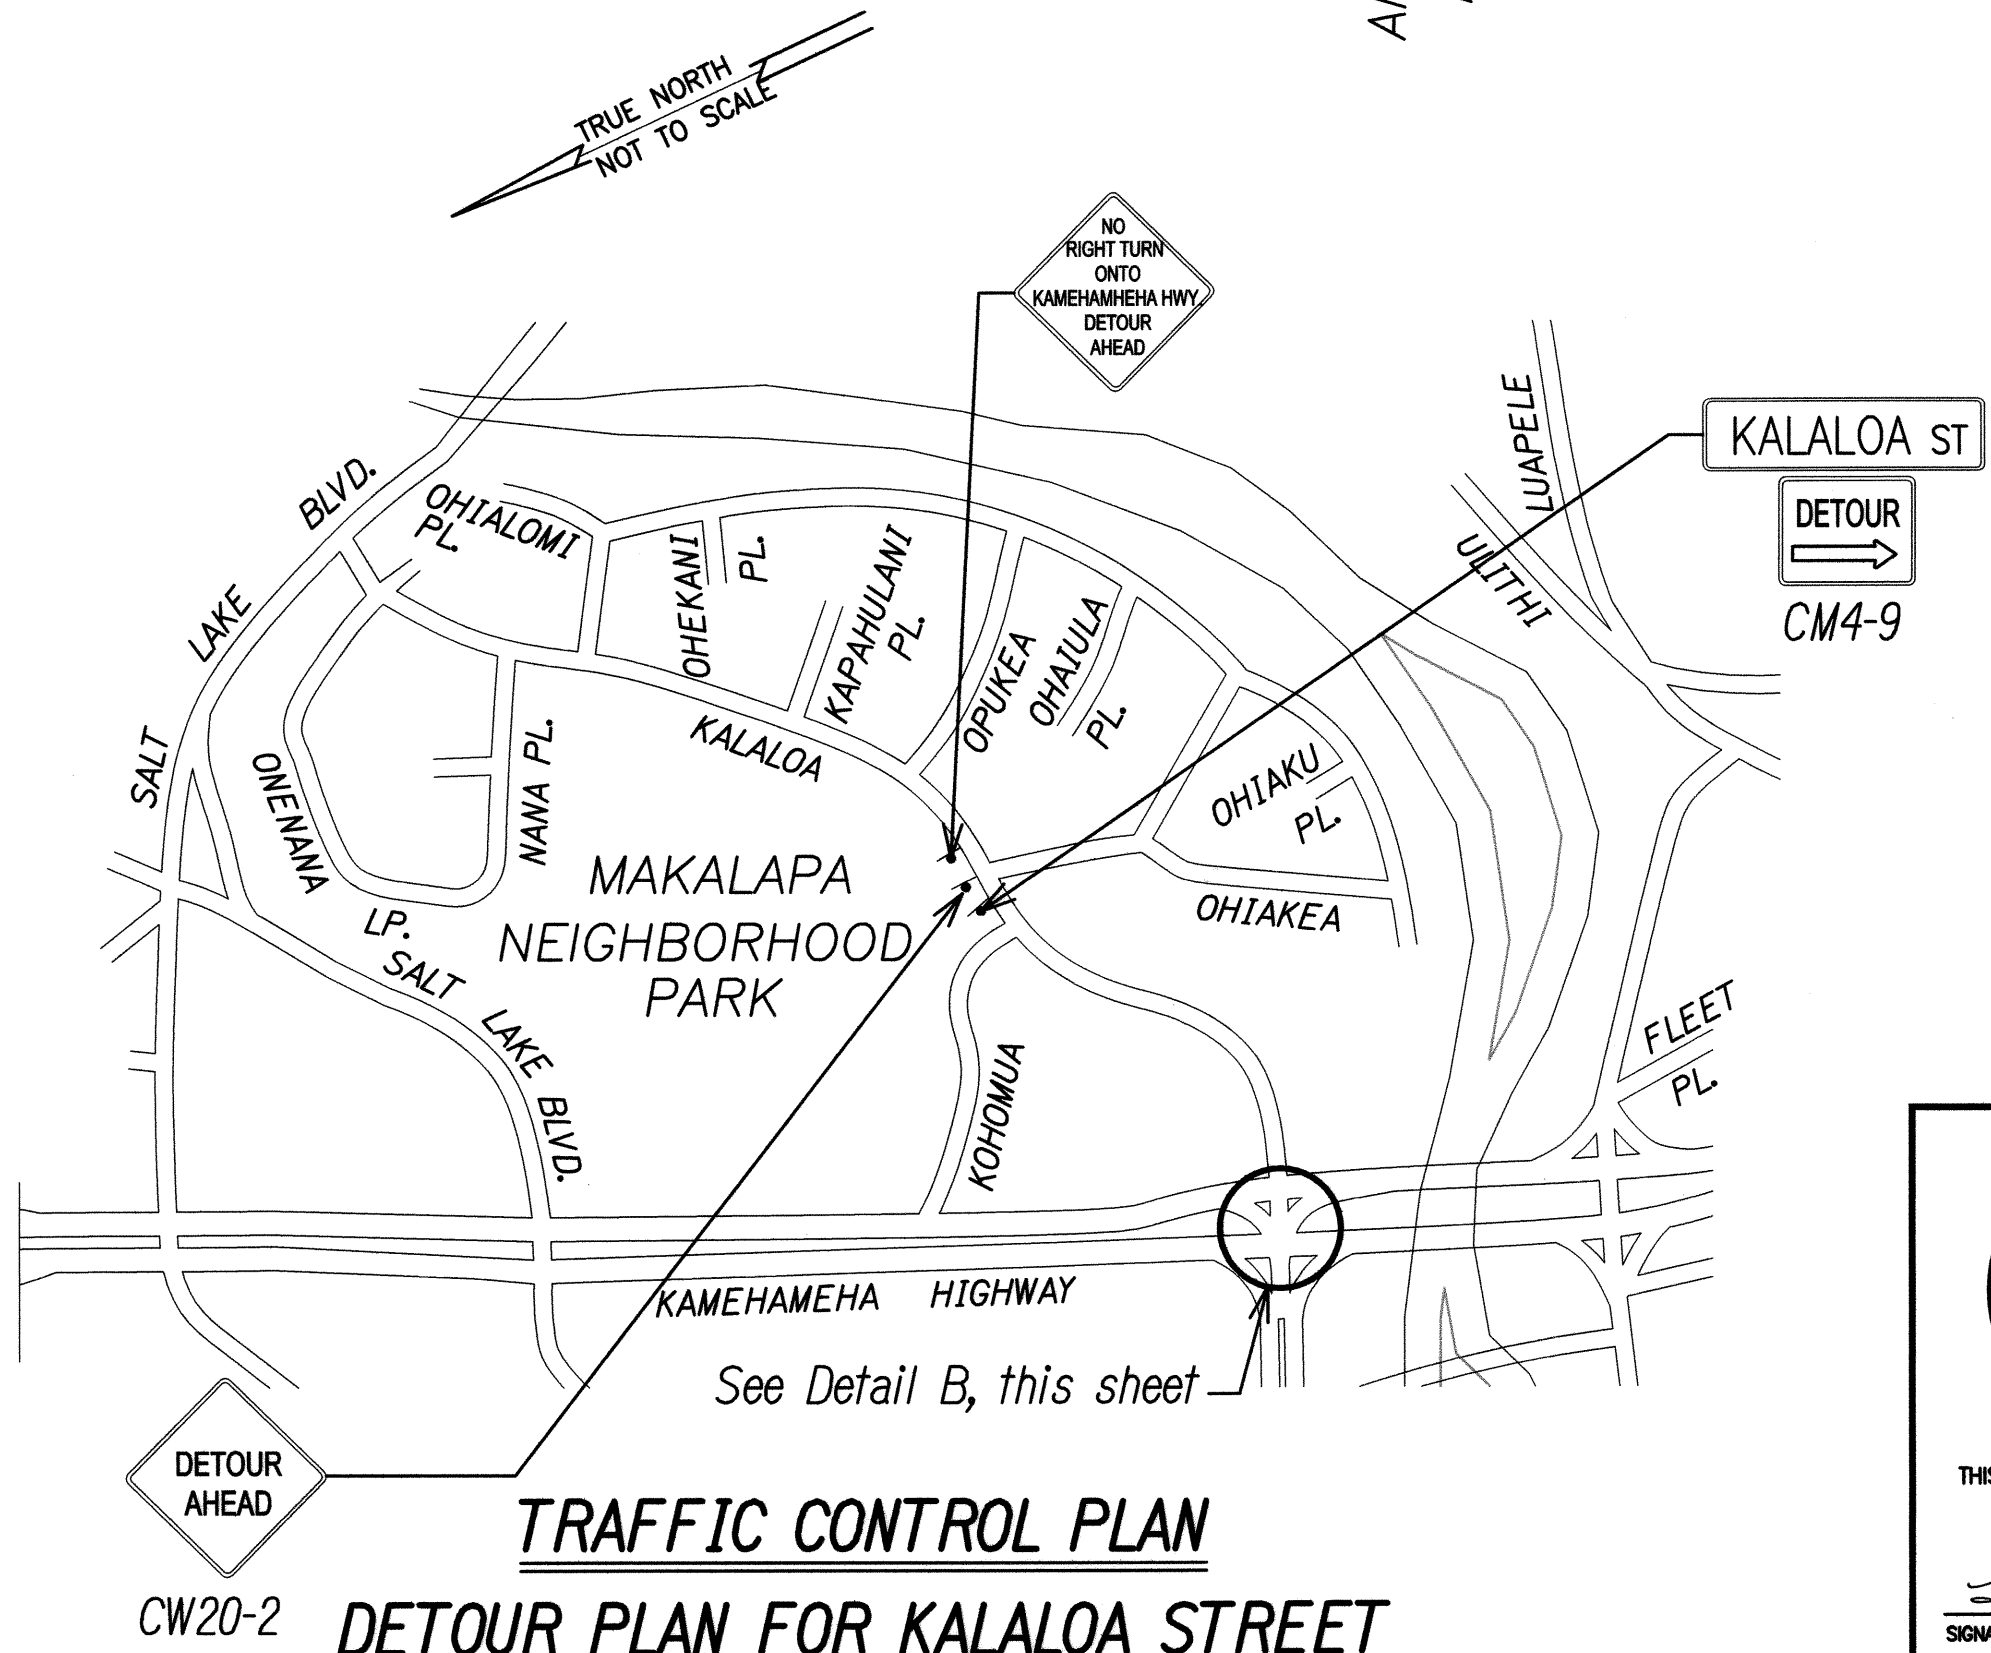 TRUE NORTH
NOT TO SCALE
NO
RIGHT TURN
ONTO
KAMEHAMHEHA HWY.
DETOUR
AHEAD
KALALOA ST
DETOUR
CM4-9
LUAPELE
ULITHI
SALT LAKE BLVD.
OHIALOMI
PL.
OHEKANI
PL.
KAPAHULANI
PL.
OPUKEA
OHAIULA
PL.
OHIAKU
PL.
OHIAKEA
KALALOA
NANA PL.
ONENANA
LP.
MAKALAPA
NEIGHBORHOOD
PARK
SALT LAKE BLVD.
KOHOMUA
FLEET
PL.
KAMEHAMEHA HIGHWAY
See Detail B, this sheet
DETOUR
AHEAD
CW20-2
TRAFFIC CONTROL PLAN
DETOUR PLAN FOR KALALOA STREET